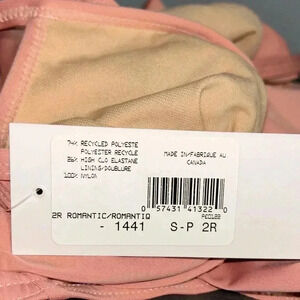 74% RECYCLED POLYESTE
POLYESTER RECYCLE
26% HIGH CLO ELASTANE
LINING/DOUBLURE
100% NYLON
MADE IN/FABRIQUE AU
CANADA
0 57431 41322 0
2R ROMANTIC/ROMANTIQ
- 1441 S-P 2R